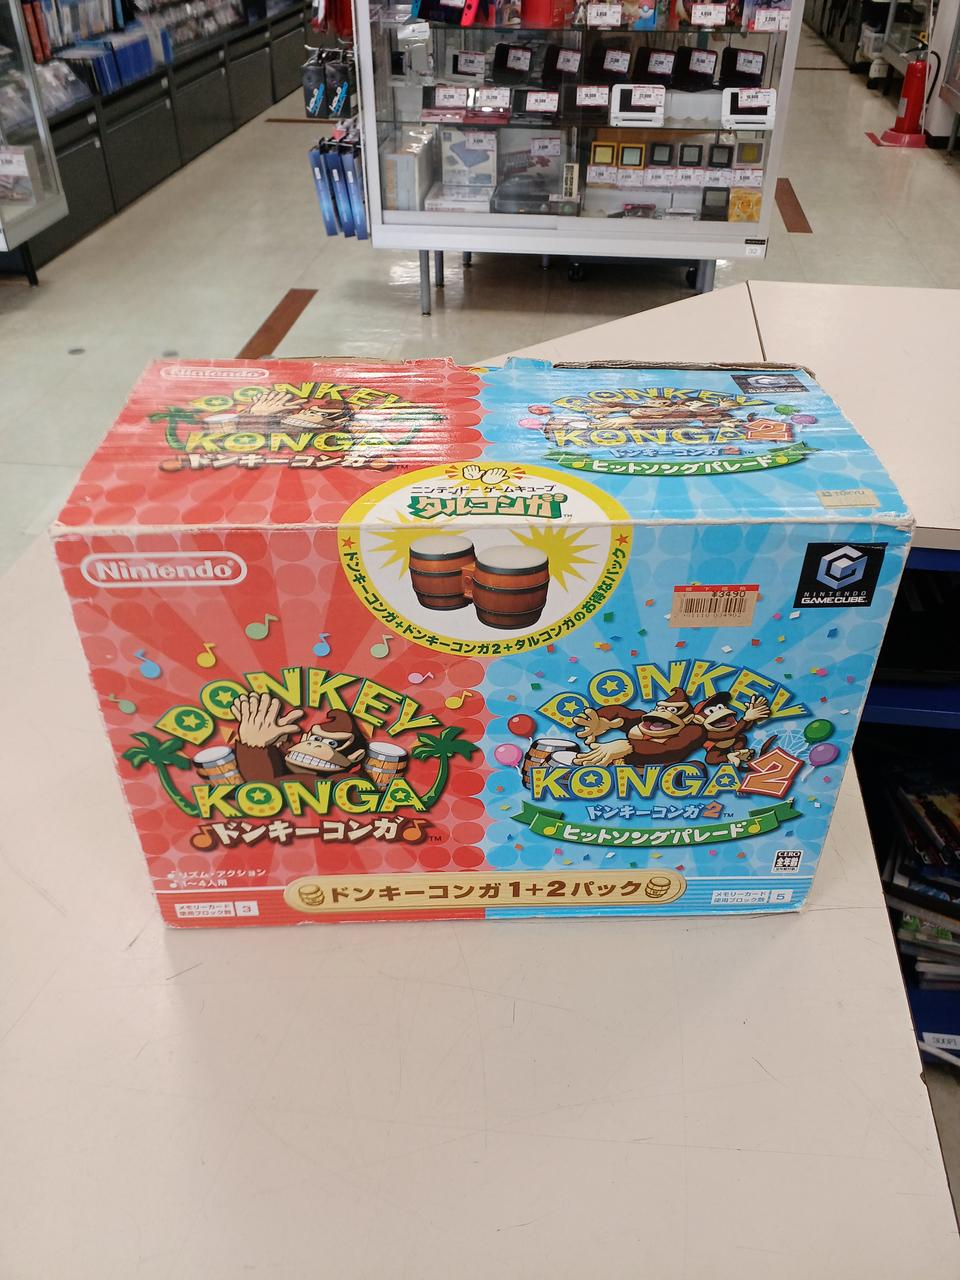 Nintendo
DONKEY
KONGA
ドンキーコンガ
TM
DONKEY
KONGA 2
ドンキーコンガ2
ヒットソングパレード
TOKYU
ニンテンドーゲームキューブ
タルコンガ
TM
ドンキーコンガ+ドンキーコンガ2+タルコンガのお得なパック
Nintendo
NINTENDO
GAMECUBE
¥3490
DONKEY
KONGA
ドンキーコンガ
TM
DONKEY
KONGA 2
ドンキーコンガ2
TM
ヒットソングパレード
CERO
全年齢
リズム・アクション
1〜4人用
ドンキーコンガ1+2パック
メモリーカード
使用ブロック数
3
メモリーカード
使用ブロック数
5